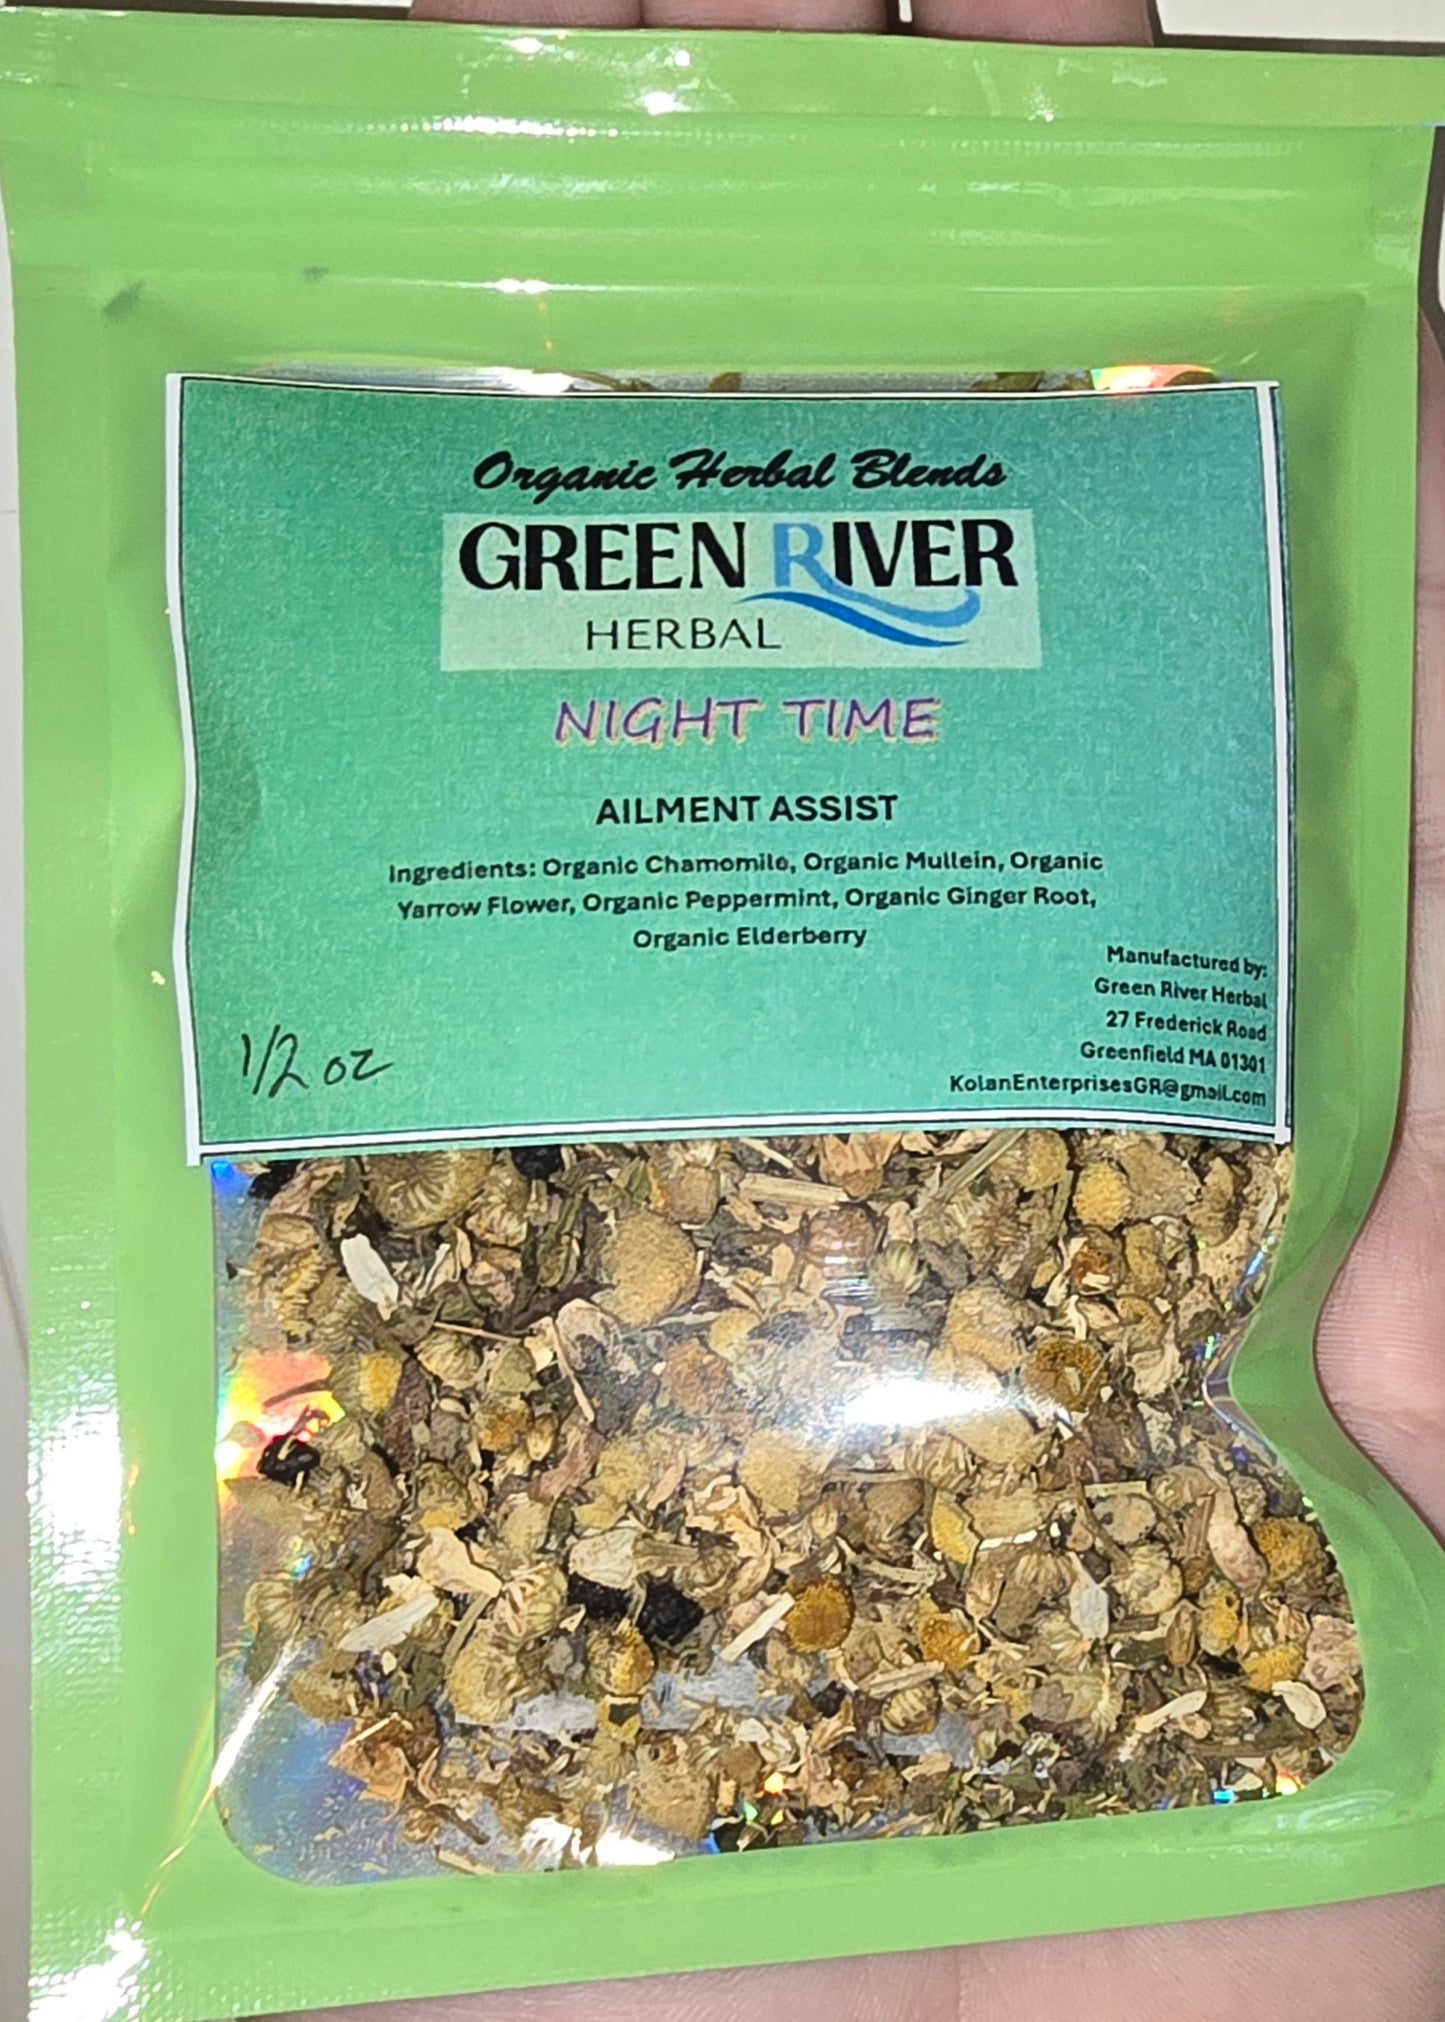 Organic Herbal Blends
GREEN RIVER
HERBAL
NIGHT TIME
AILMENT ASSIST
Ingredients: Organic Chamomile, Organic Mullein, Organic
Yarrow Flower, Organic Peppermint, Organic Ginger Root,
Organic Elderberry
Manufactured by:
Green River Herbal
27 Frederick Road
Greenfield MA 01301
KolanEnterprisesGR@gmail.com
1/2 oz